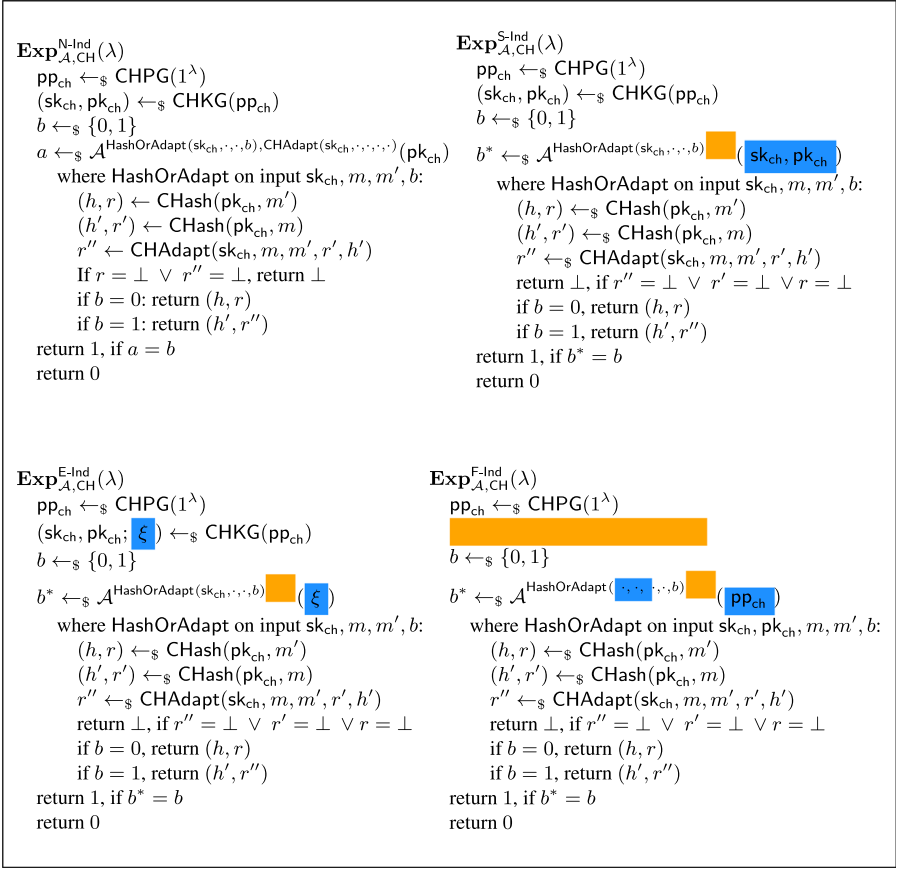 Exp^{N-Ind}_{𝒜,CH}(λ)
pp_ch ←_$ CHPG(1^λ)
(sk_ch, pk_ch) ←_$ CHKG(pp_ch)
b ←_$ {0, 1}
a ←_$ 𝒜^{HashOrAdapt(sk_ch,·,·,b),CHAdapt(sk_ch,·,·,·,·)}(pk_ch)
where HashOrAdapt on input sk_ch, m, m′, b:
(h, r) ← CHash(pk_ch, m′)
(h′, r′) ← CHash(pk_ch, m)
r″ ← CHAdapt(sk_ch, m, m′, r′, h′)
If r = ⊥ ∨ r″ = ⊥, return ⊥
if b = 0: return (h, r)
if b = 1: return (h′, r″)
return 1, if a = b
return 0
Exp^{S-Ind}_{𝒜,CH}(λ)
pp_ch ←_$ CHPG(1^λ)
(sk_ch, pk_ch) ←_$ CHKG(pp_ch)
b ←_$ {0, 1}
b* ←_$ 𝒜^{HashOrAdapt(sk_ch,·,·,b)}(sk_ch, pk_ch)
where HashOrAdapt on input sk_ch, m, m′, b:
(h, r) ←_$ CHash(pk_ch, m′)
(h′, r′) ←_$ CHash(pk_ch, m)
r″ ←_$ CHAdapt(sk_ch, m, m′, r′, h′)
return ⊥, if r″ = ⊥ ∨ r′ = ⊥ ∨ r = ⊥
if b = 0, return (h, r)
if b = 1, return (h′, r″)
return 1, if b* = b
return 0
Exp^{E-Ind}_{𝒜,CH}(λ)
pp_ch ←_$ CHPG(1^λ)
(sk_ch, pk_ch; ξ) ←_$ CHKG(pp_ch)
b ←_$ {0, 1}
b* ←_$ 𝒜^{HashOrAdapt(sk_ch,·,·,b)}(ξ)
where HashOrAdapt on input sk_ch, m, m′, b:
(h, r) ←_$ CHash(pk_ch, m′)
(h′, r′) ←_$ CHash(pk_ch, m)
r″ ←_$ CHAdapt(sk_ch, m, m′, r′, h′)
return ⊥, if r″ = ⊥ ∨ r′ = ⊥ ∨ r = ⊥
if b = 0, return (h, r)
if b = 1, return (h′, r″)
return 1, if b* = b
return 0
Exp^{F-Ind}_{𝒜,CH}(λ)
pp_ch ←_$ CHPG(1^λ)
b ←_$ {0, 1}
b* ←_$ 𝒜^{HashOrAdapt(·,·,·,·,b)}(pp_ch)
where HashOrAdapt on input sk_ch, pk_ch, m, m′, b:
(h, r) ←_$ CHash(pk_ch, m′)
(h′, r′) ←_$ CHash(pk_ch, m)
r″ ←_$ CHAdapt(sk_ch, m, m′, r′, h′)
return ⊥, if r″ = ⊥ ∨ r′ = ⊥ ∨ r = ⊥
if b = 0, return (h, r)
if b = 1, return (h′, r″)
return 1, if b* = b
return 0